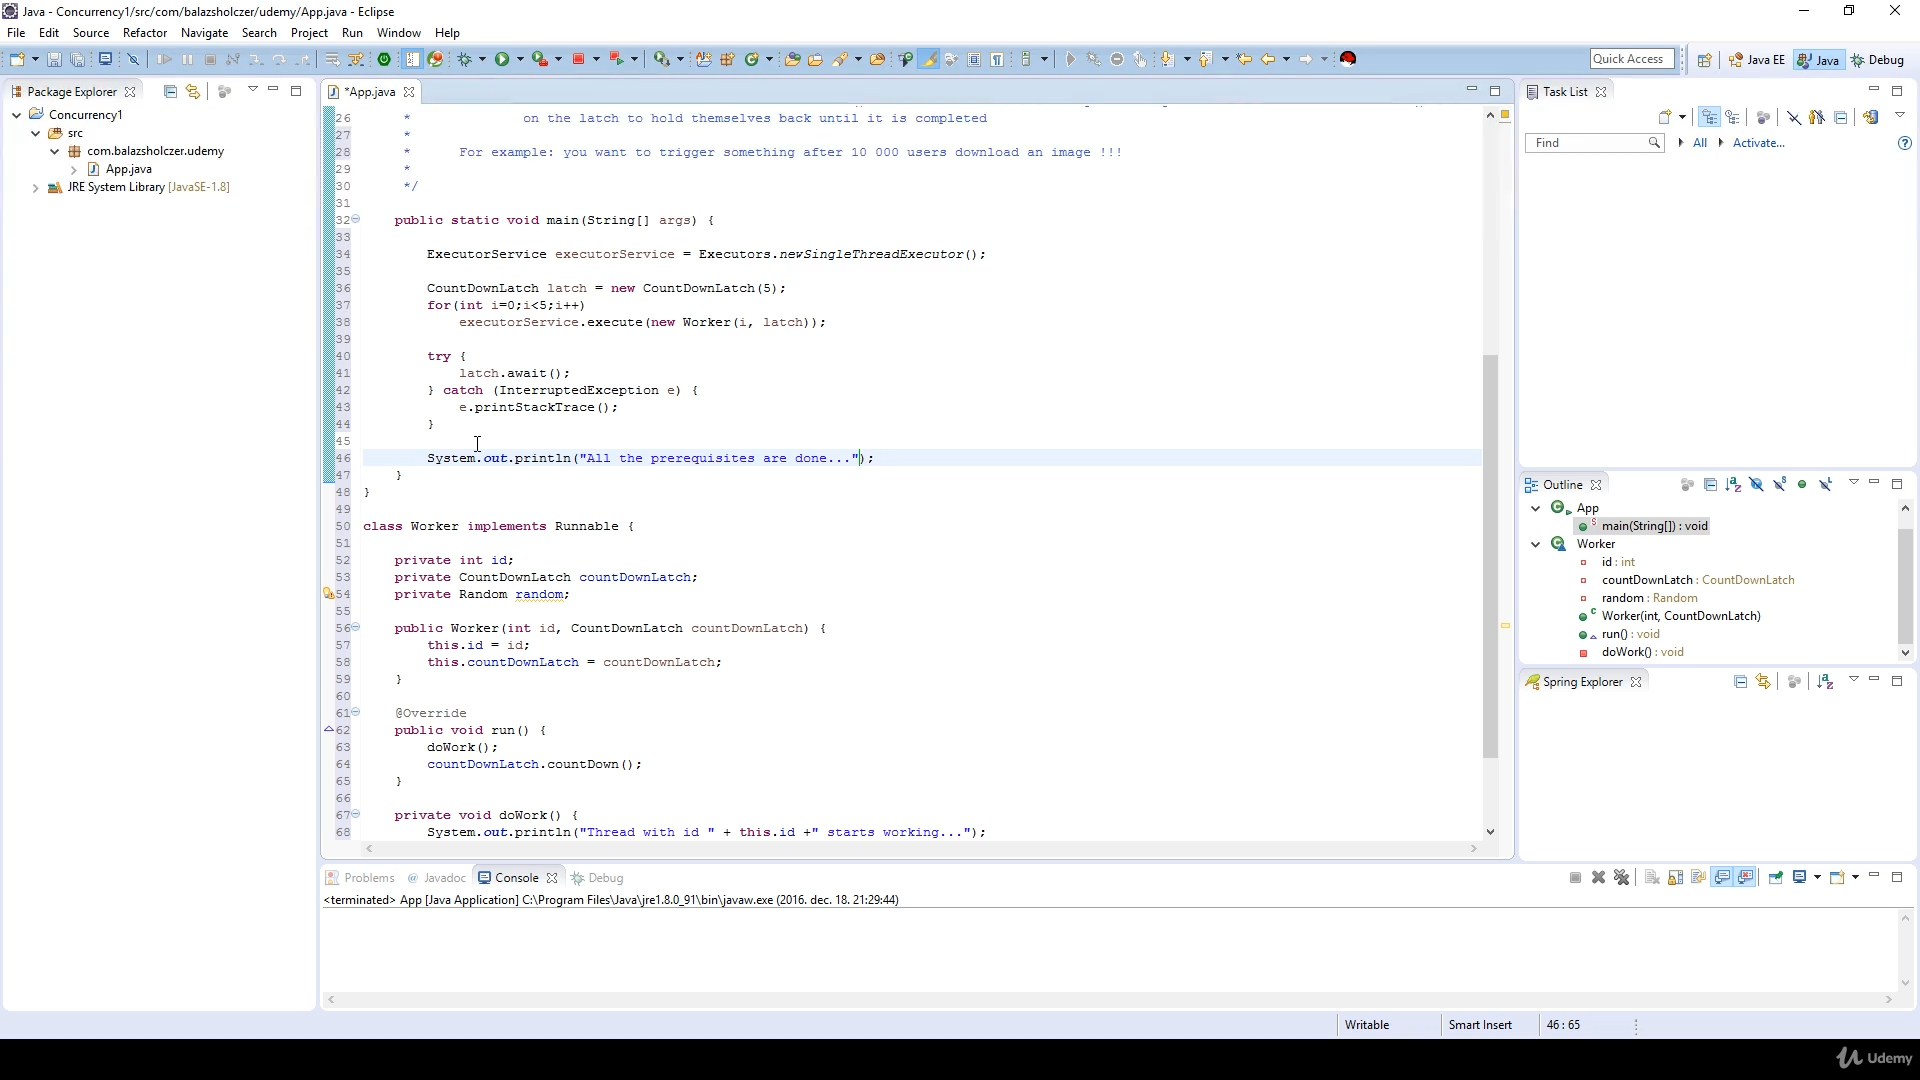 Java - Concurrency1/src/com/balazsholczer/udemy/App.java - Eclipse
File Edit Source Refactor Navigate Search Project Run Window Help
Quick Access
Java EE
Java
Debug
Package Explorer
Concurrency1
src
com.balazsholczer.udemy
App.java
JRE System Library [JavaSE-1.8]
*App.java
26 * on the latch to hold themselves back until it is completed
27 *
28 * For example: you want to trigger something after 10 000 users download an image !!!
29 *
30 */
31
32 public static void main(String[] args) {
33
34 ExecutorService executorService = Executors.newSingleThreadExecutor();
35
36 CountDownLatch latch = new CountDownLatch(5);
37 for(int i=0;i<5;i++)
38 executorService.execute(new Worker(i, latch));
39
40 try {
41 latch.await();
42 } catch (InterruptedException e) {
43 e.printStackTrace();
44 }
45
46 System.out.println("All the prerequisites are done...");
47 }
48 }
49
50 class Worker implements Runnable {
51
52 private int id;
53 private CountDownLatch countDownLatch;
54 private Random random;
55
56 public Worker(int id, CountDownLatch countDownLatch) {
57 this.id = id;
58 this.countDownLatch = countDownLatch;
59 }
60
61 @Override
62 public void run() {
63 doWork();
64 countDownLatch.countDown();
65 }
66
67 private void doWork() {
68 System.out.println("Thread with id " + this.id +" starts working...");
Task List
Find
All
Activate...
Outline
App
main(String[]) : void
Worker
id : int
countDownLatch : CountDownLatch
random : Random
Worker(int, CountDownLatch)
run() : void
doWork() : void
Spring Explorer
Problems @ Javadoc Console Debug
<terminated> App [Java Application] C:\Program Files\Java\jre1.8.0_91\bin\javaw.exe (2016. dec. 18. 21:29:44)
Writable Smart Insert 46 : 65
Udemy